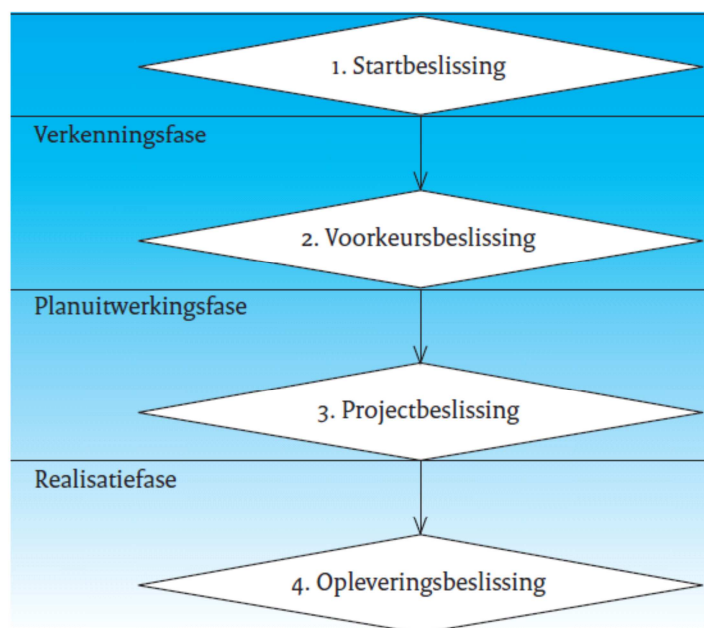 1. Startbeslissing
Verkenningsfase
2. Voorkeursbeslissing
Planuitwerkingsfase
3. Projectbeslissing
Realisatiefase
4. Opleveringsbeslissing